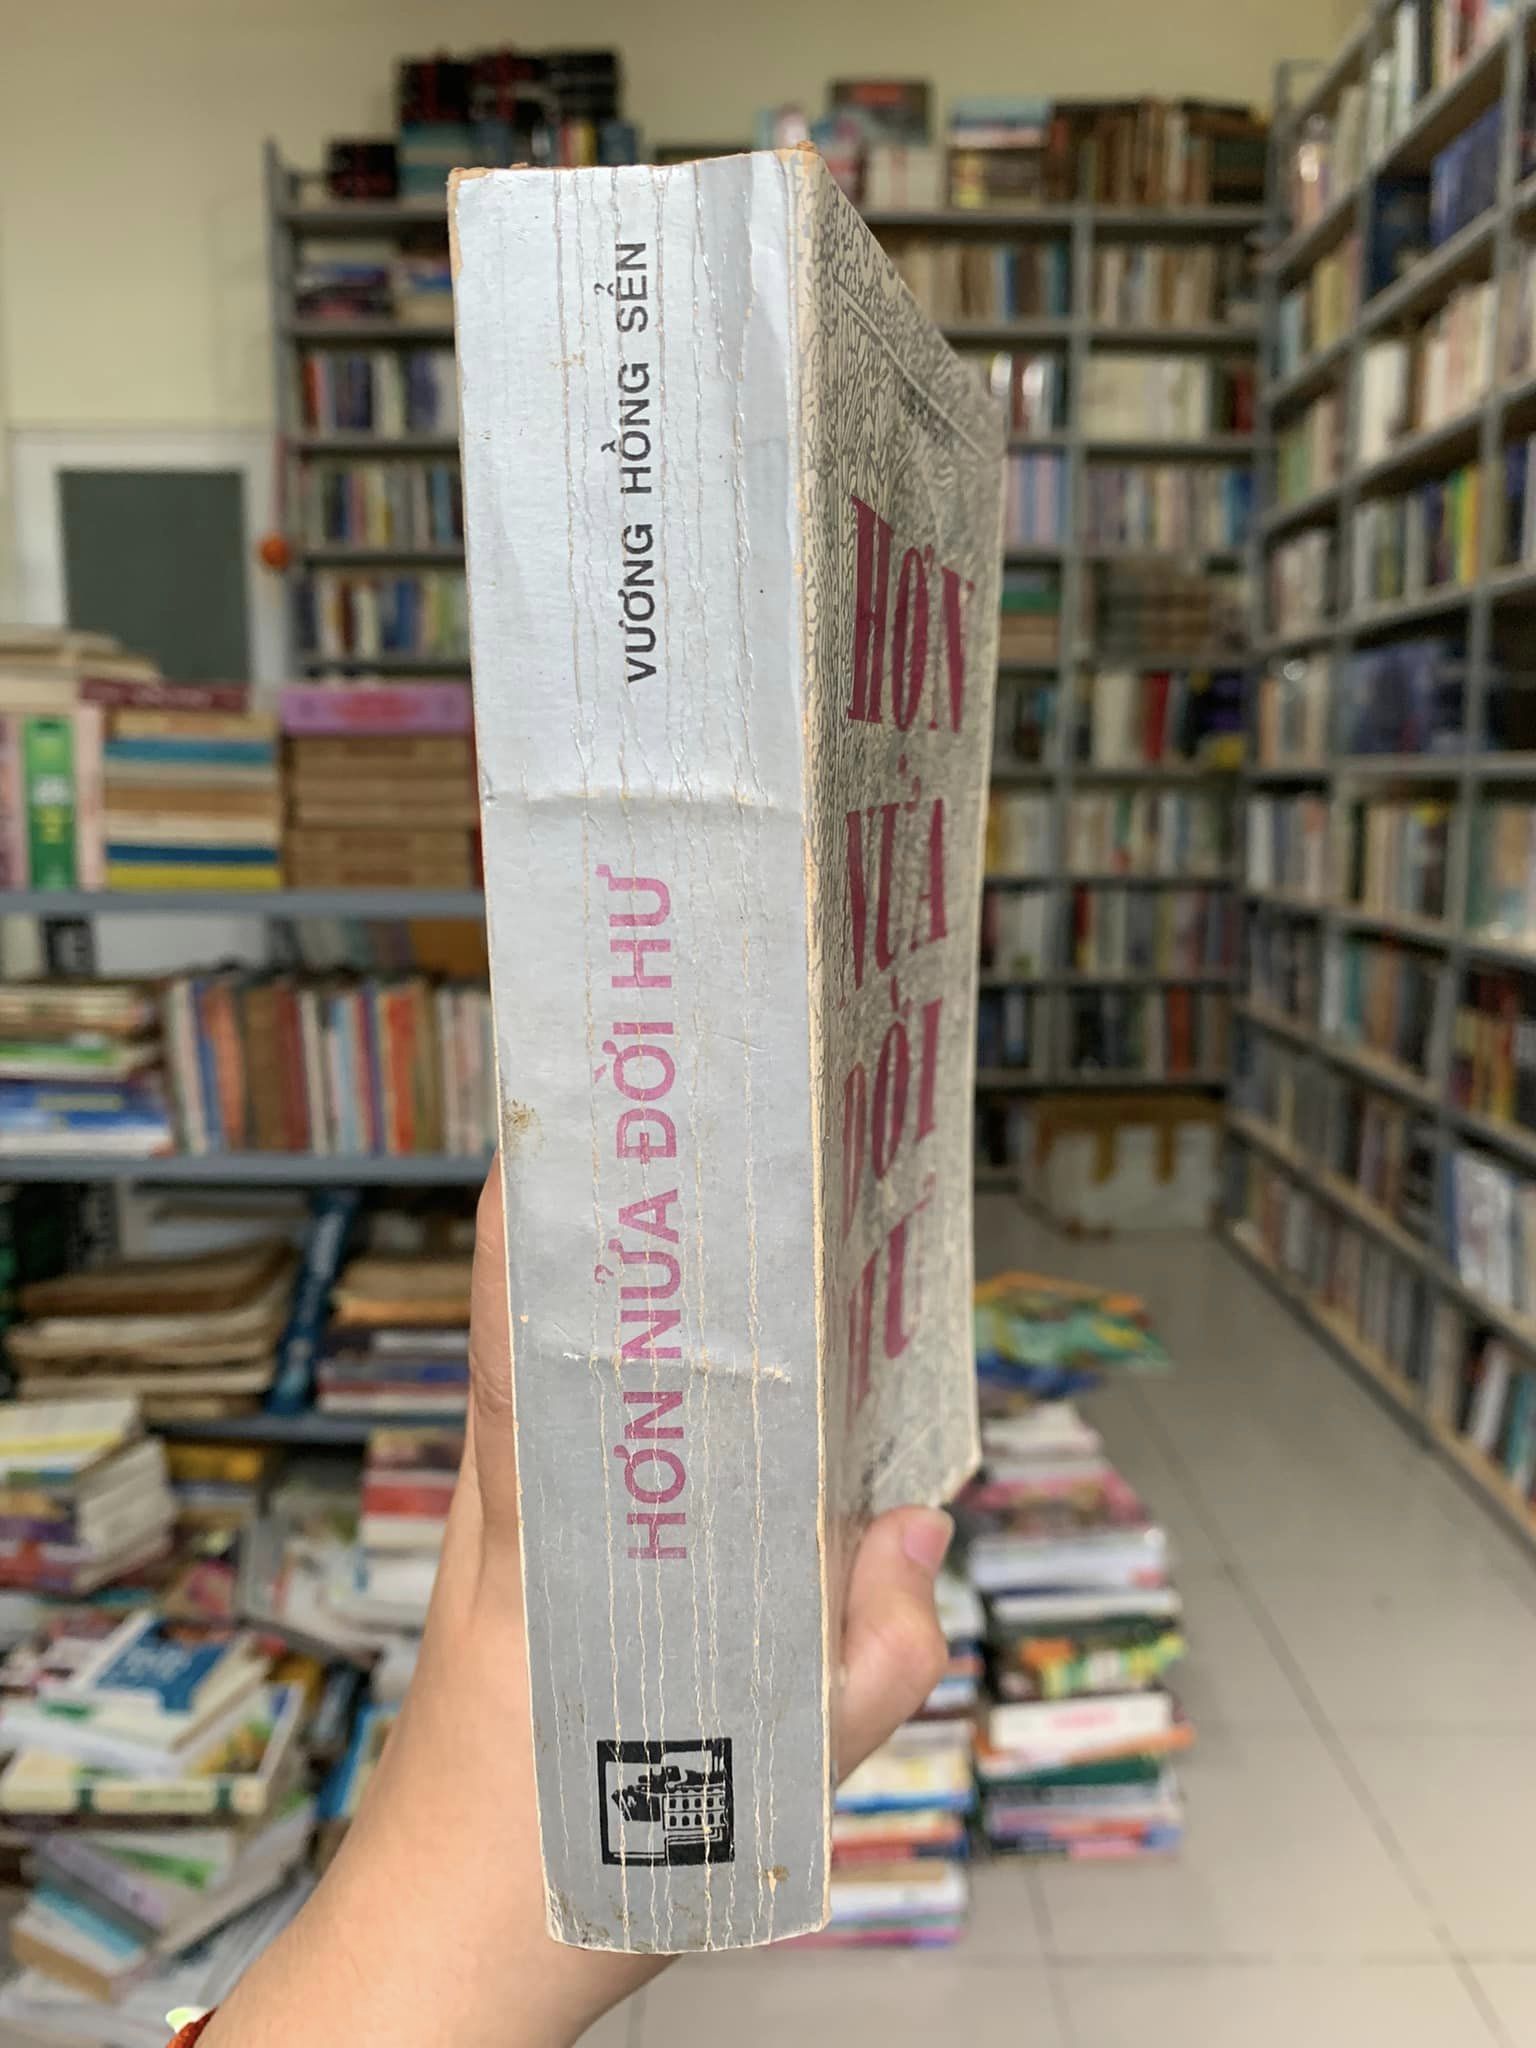 VƯƠNG HỒNG SỂN
HƠN NỬA ĐỜI HƯ
HƠN
NỬA
ĐỜI
HƯ